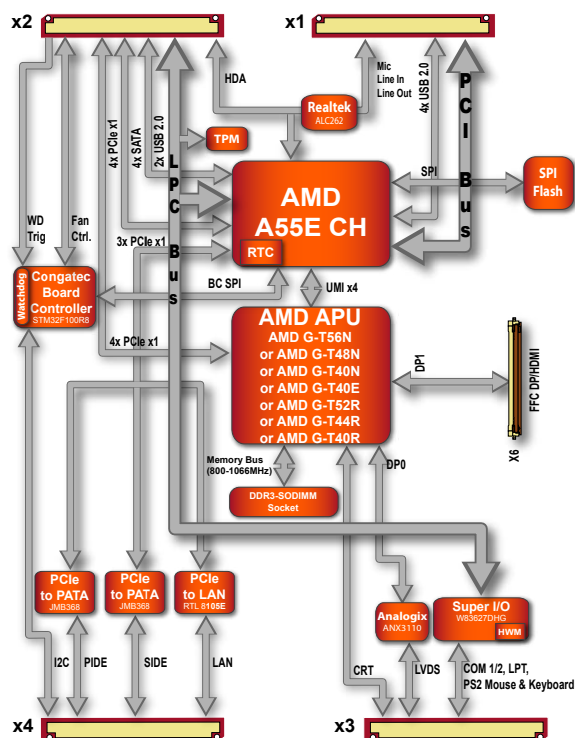 x2
x1
HDA
Mic
Line In
Line Out
Realtek
ALC262
4x USB 2.0
PCI Bus
4x PCIe x1
4x SATA
2x USB 2.0
LPC Bus
TPM
AMD
A55E CH
RTC
SPI
SPI
Flash
WD
Trig
Fan
Ctrl.
3x PCIe x1
Watchdog
Congatec
Board
Controller
STM32F100R8
BC SPI
UMI x4
4x PCIe x1
AMD APU
AMD G-T56N
or AMD G-T48N
or AMD G-T40N
or AMD G-T40E
or AMD G-T52R
or AMD G-T44R
or AMD G-T40R
DP1
FFC DP/HDMI
X6
Memory Bus
(800-1066MHz)
DP0
DDR3-SODIMM
Socket
PCIe
to PATA
JMB368
PCIe
to PATA
JMB368
PCIe
to LAN
RTL 8105E
Analogix
ANX3110
Super I/O
W83627DHG
HWM
I2C
PIDE
SIDE
LAN
CRT
LVDS
COM 1/2, LPT,
PS2 Mouse & Keyboard
x4
x3